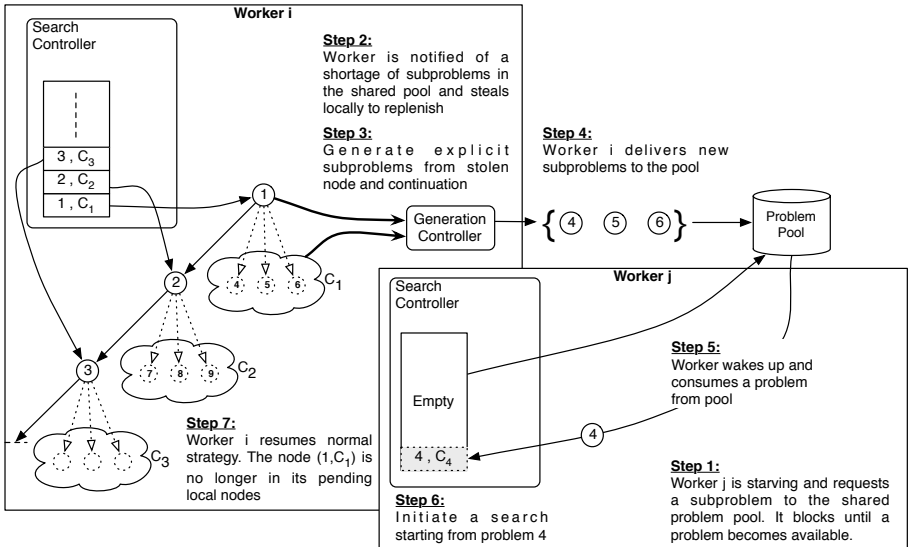 Worker i
Search
Controller
3 , C3
2 , C2
1 , C1
Step 2:
Worker is notified of a
shortage of subproblems in
the shared pool and steals
locally to replenish
Step 3:
Generate explicit
subproblems from stolen
node and continuation
Step 4:
Worker i delivers new
subproblems to the pool
1
Generation
Controller
{ 4 5 6 }
Problem
Pool
4 5 6
C1
2
7 8 9
C2
3
C3
Step 7:
Worker i resumes normal
strategy. The node (1,C1) is
no longer in its pending
local nodes
Worker j
Search
Controller
Empty
4 , C4
4
Step 5:
Worker wakes up and
consumes a problem
from pool
Step 6:
Initiate a search
starting from problem 4
Step 1:
Worker j is starving and requests
a subproblem to the shared
problem pool. It blocks until a
problem becomes available.